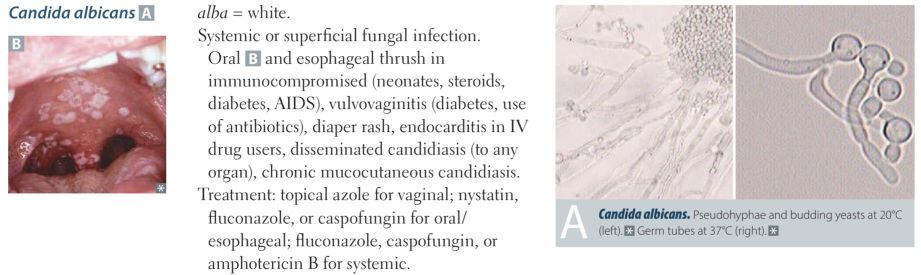 Candida albicans A
B
alba = white.
Systemic or superficial fungal infection.
Oral B and esophageal thrush in
immunocompromised (neonates, steroids,
diabetes, AIDS), vulvovaginitis (diabetes, use
of antibiotics), diaper rash, endocarditis in IV
drug users, disseminated candidiasis (to any
organ), chronic mucocutaneous candidiasis.
Treatment: topical azole for vaginal; nystatin,
fluconazole, or caspofungin for oral/
esophageal; fluconazole, caspofungin, or
amphotericin B for systemic.
A
Candida albicans. Pseudohyphae and budding yeasts at 20°C
(left). Germ tubes at 37°C (right).